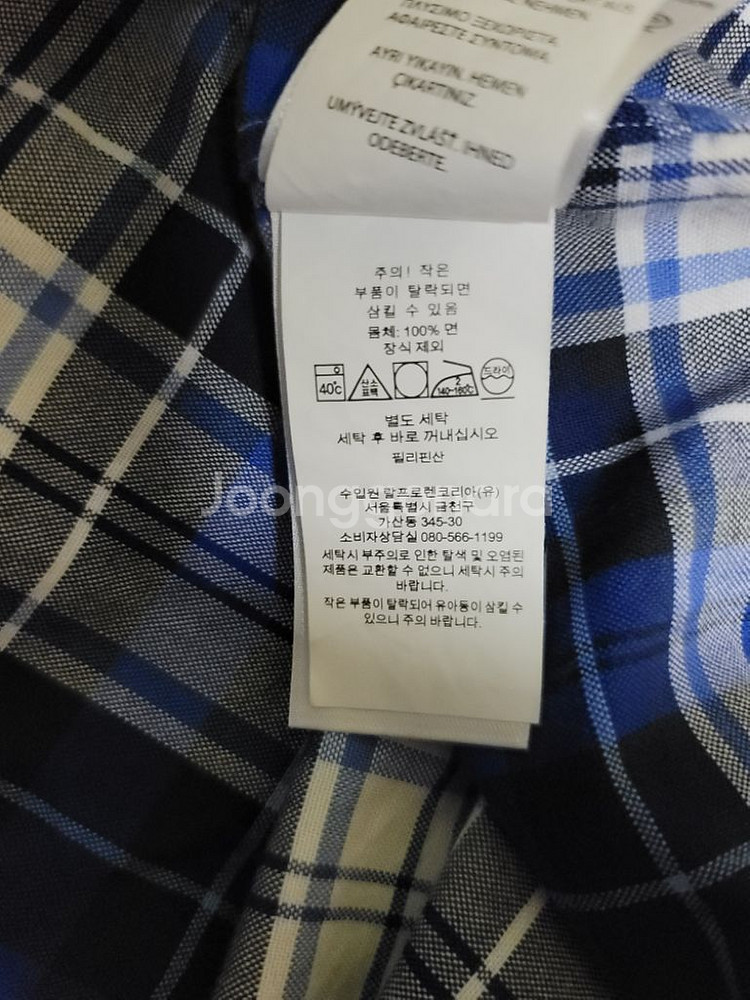 ΠΛΥΣΙΜΟ ΞΕΧΩΡΙΣΤΑ.
ΑΦΑΙΡΕΣΤΕ ΣΥΝΤΟΜΑ.
AYRI YIKAYIN, HEMEN
ÇIKARTINIZ.
UMÝVEJTE ZVLÁŠT, IHNED
ODEBERTE.
주의! 작은
부품이 탈락되면
삼킬 수 있음
몸체: 100% 면
장식 제외
40℃
산소
표백
2
140~160℃
드라이
별도 세탁
세탁 후 바로 꺼내십시오
필리핀산
수입원 랄프로렌코리아(유)
서울특별시 금천구
가산동 345-30
소비자상담실 080-566-1199
세탁시 부주의로 인한 탈색 및 오염된
제품은 교환할 수 없으니 세탁시 주의
바랍니다.
작은 부품이 탈락되어 유아동이 삼킬 수
있으니 주의 바랍니다.